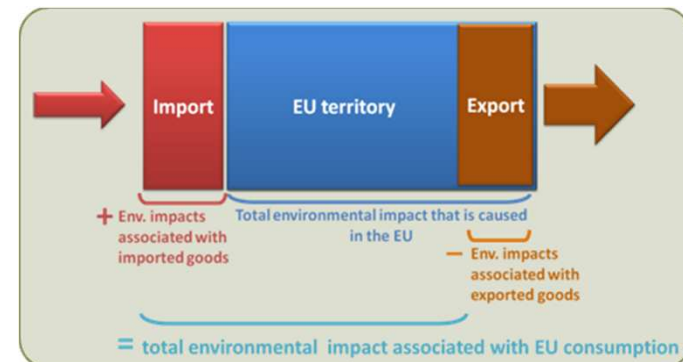 Import
EU territory
Export
+ Env. impacts
associated with
imported goods
Total environmental impact that is caused
in the EU
− Env. impacts
associated with
exported goods
= total environmental impact associated with EU consumption